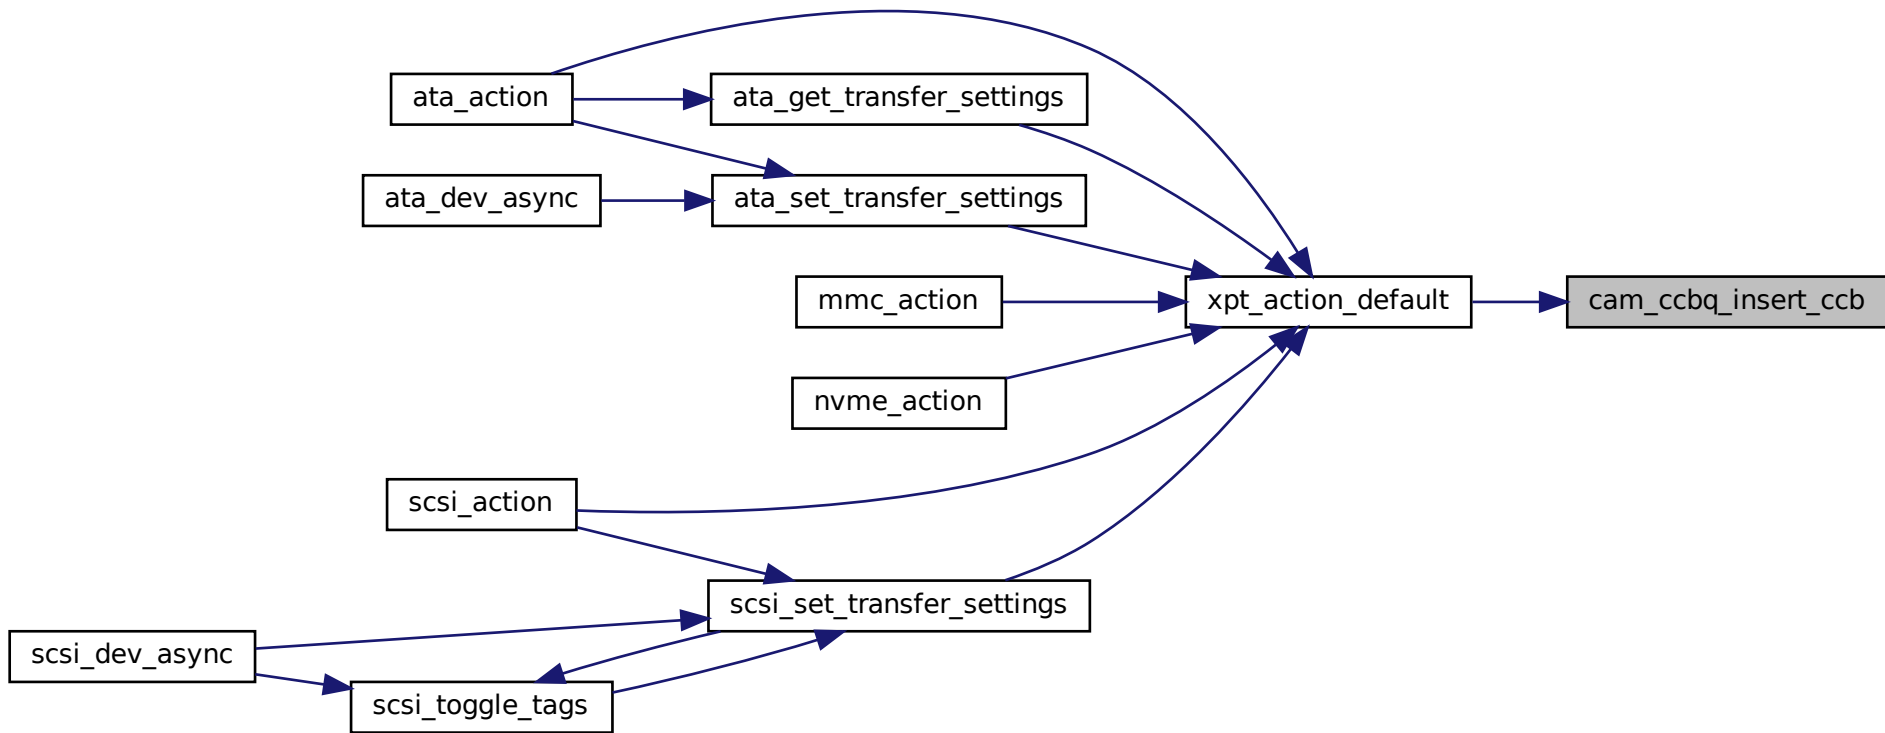 ata_action
ata_get_transfer_settings
ata_dev_async
ata_set_transfer_settings
mmc_action
xpt_action_default
cam_ccbq_insert_ccb
nvme_action
scsi_action
scsi_set_transfer_settings
scsi_dev_async
scsi_toggle_tags